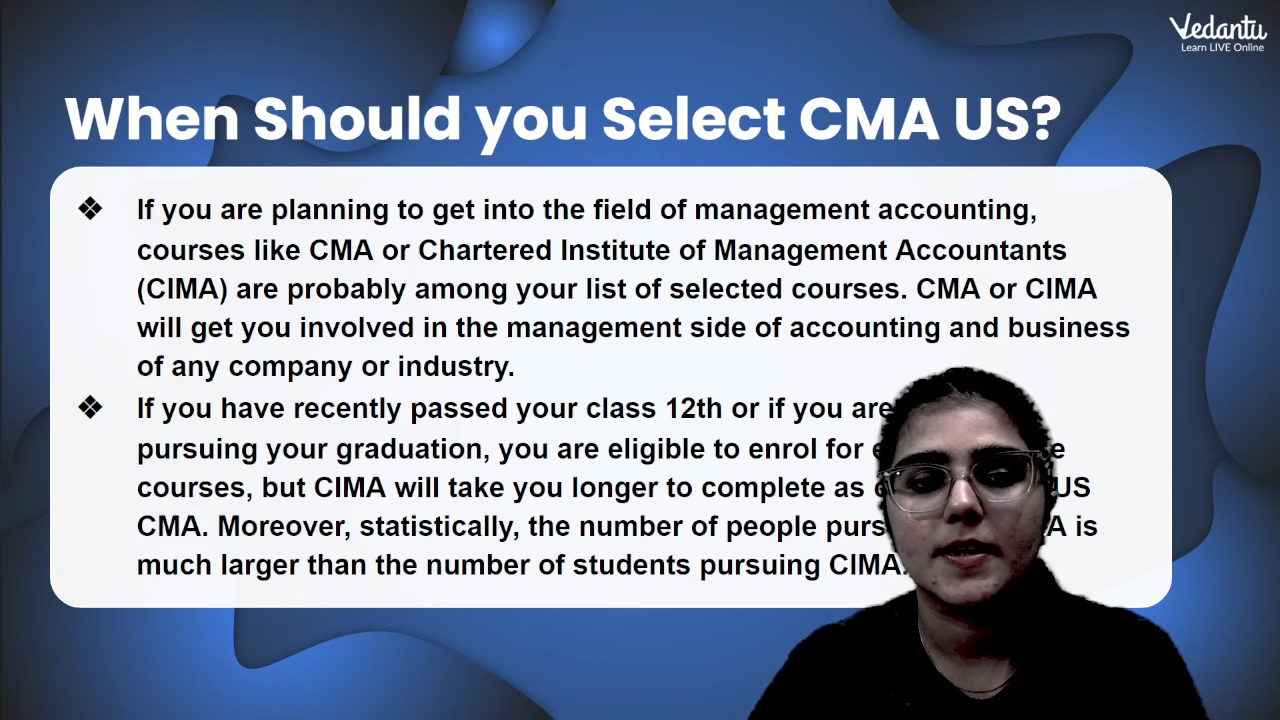 Vedantu
Learn LIVE Online
When Should you Select CMA US?
❖ If you are planning to get into the field of management accounting,
courses like CMA or Chartered Institute of Management Accountants
(CIMA) are probably among your list of selected courses. CMA or CIMA
will get you involved in the management side of accounting and business
of any company or industry.
❖ If you have recently passed your class 12th or if you are
pursuing your graduation, you are eligible to enrol for
courses, but CIMA will take you longer to complete as US
CMA. Moreover, statistically, the number of people is
much larger than the number of students pursuing CIMA.